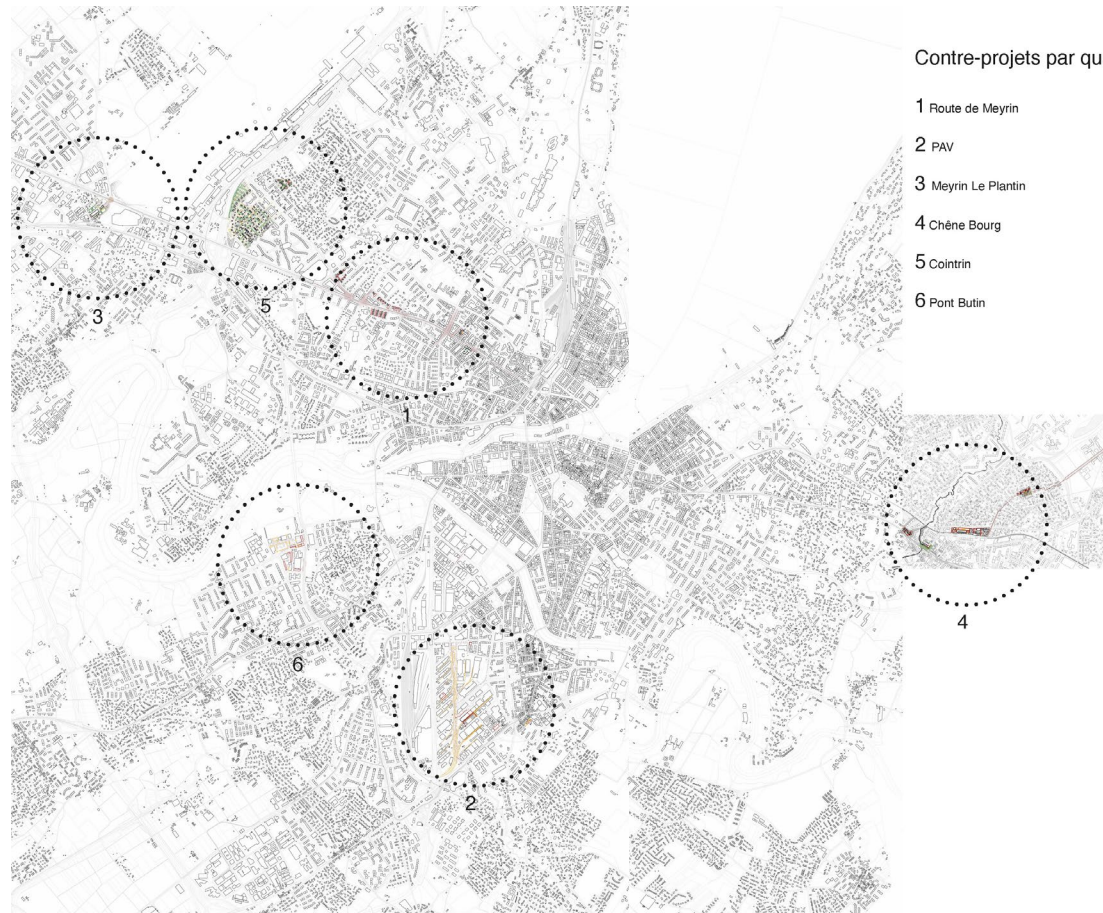 Contre-projets par qu
1 Route de Meyrin
2 PAV
3 Meyrin Le Plantin
4 Chêne Bourg
5 Cointrin
6 Pont Butin
3
5
1
4
6
2